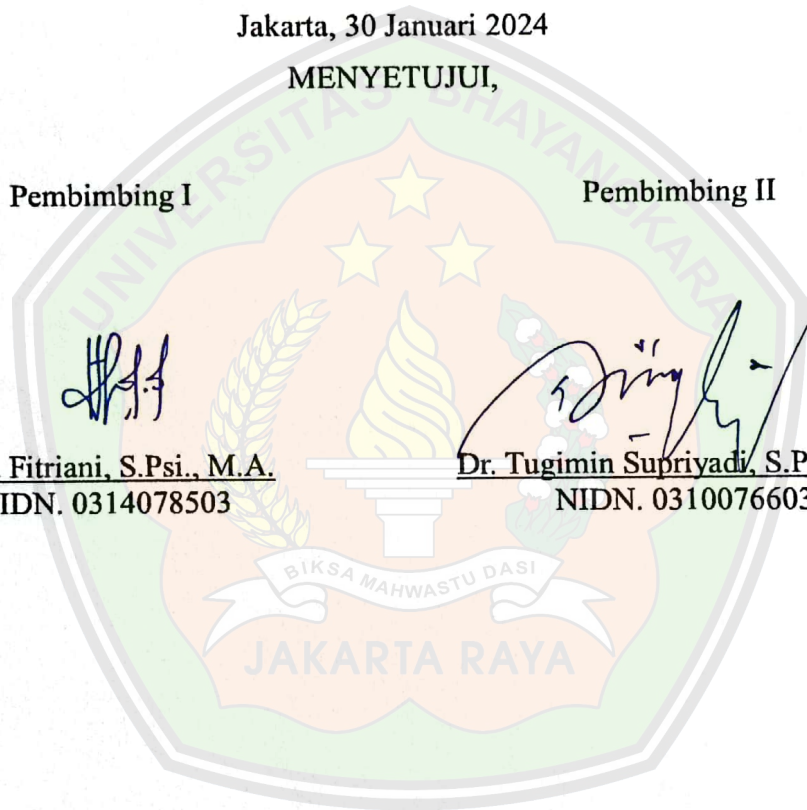 Jakarta, 30 Januari 2024
MENYETUJUI,
Pembimbing I
Pembimbing II
Fitriani, S.Psi., M.A.
Dr. Tugimin Supriyadi, S.P
IDN. 0314078503
NIDN. 0310076603
UNIVERSITAS BHAYANGKARA
BIKSA MAHWASTU DASI
JAKARTA RAYA